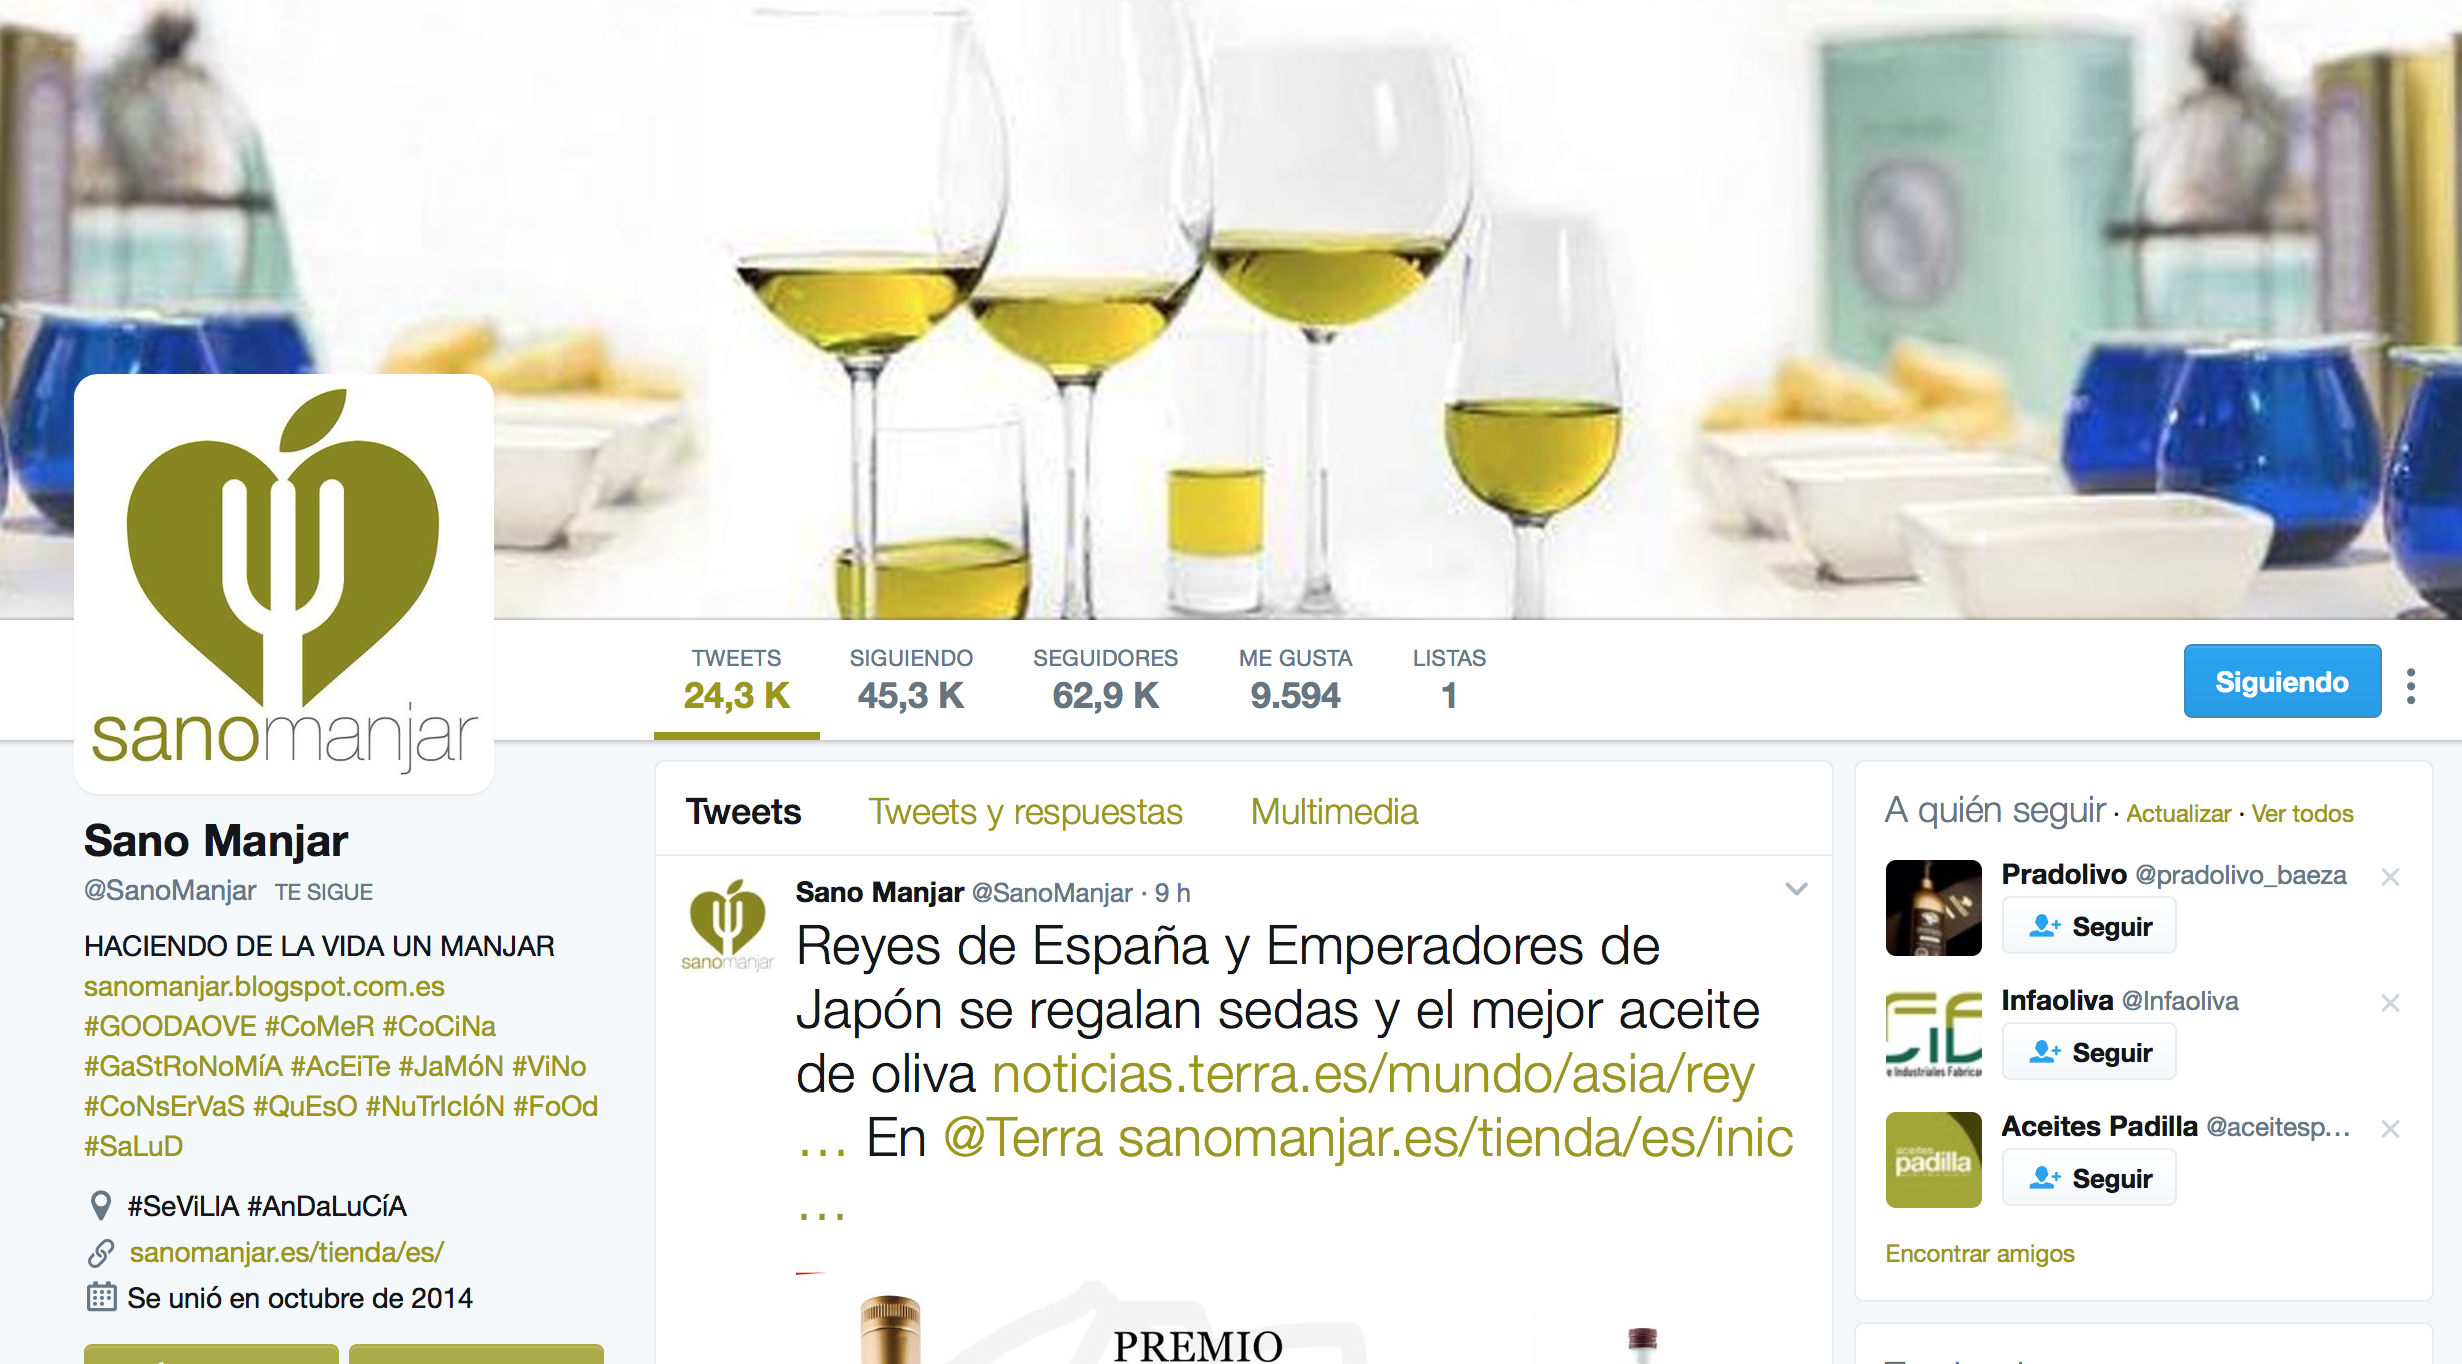 sanomanjar
TWEETS
24,3 K
SIGUIENDO
45,3 K
SEGUIDORES
62,9 K
ME GUSTA
9.594
LISTAS
1
Siguiendo
Sano Manjar
@SanoManjar TE SIGUE
HACIENDO DE LA VIDA UN MANJAR
sanomanjar.blogspot.com.es
#GOODAOVE #CoMeR #CoCiNa
#GaStRoNoMíA #AcEiTe #JaMóN #ViNo
#CoNsErVaS #QuEsO #NuTrIcIóN #FoOd
#SaLuD
#SeViLlA #AnDaLuCíA
sanomanjar.es/tienda/es/
Se unió en octubre de 2014
Tweets Tweets y respuestas Multimedia
sanomanjar
Sano Manjar @SanoManjar · 9 h
Reyes de España y Emperadores de
Japón se regalan sedas y el mejor aceite
de oliva noticias.terra.es/mundo/asia/rey
… En @Terra sanomanjar.es/tienda/es/inic
…
PREMIO
A quién seguir · Actualizar · Ver todos
Pradolivo @pradolivo_baeza
Seguir
Infaoliva @Infaoliva
e Industriales Fabrica
Seguir
Aceites Padilla @aceitesp…
aceites
padilla
Seguir
Encontrar amigos